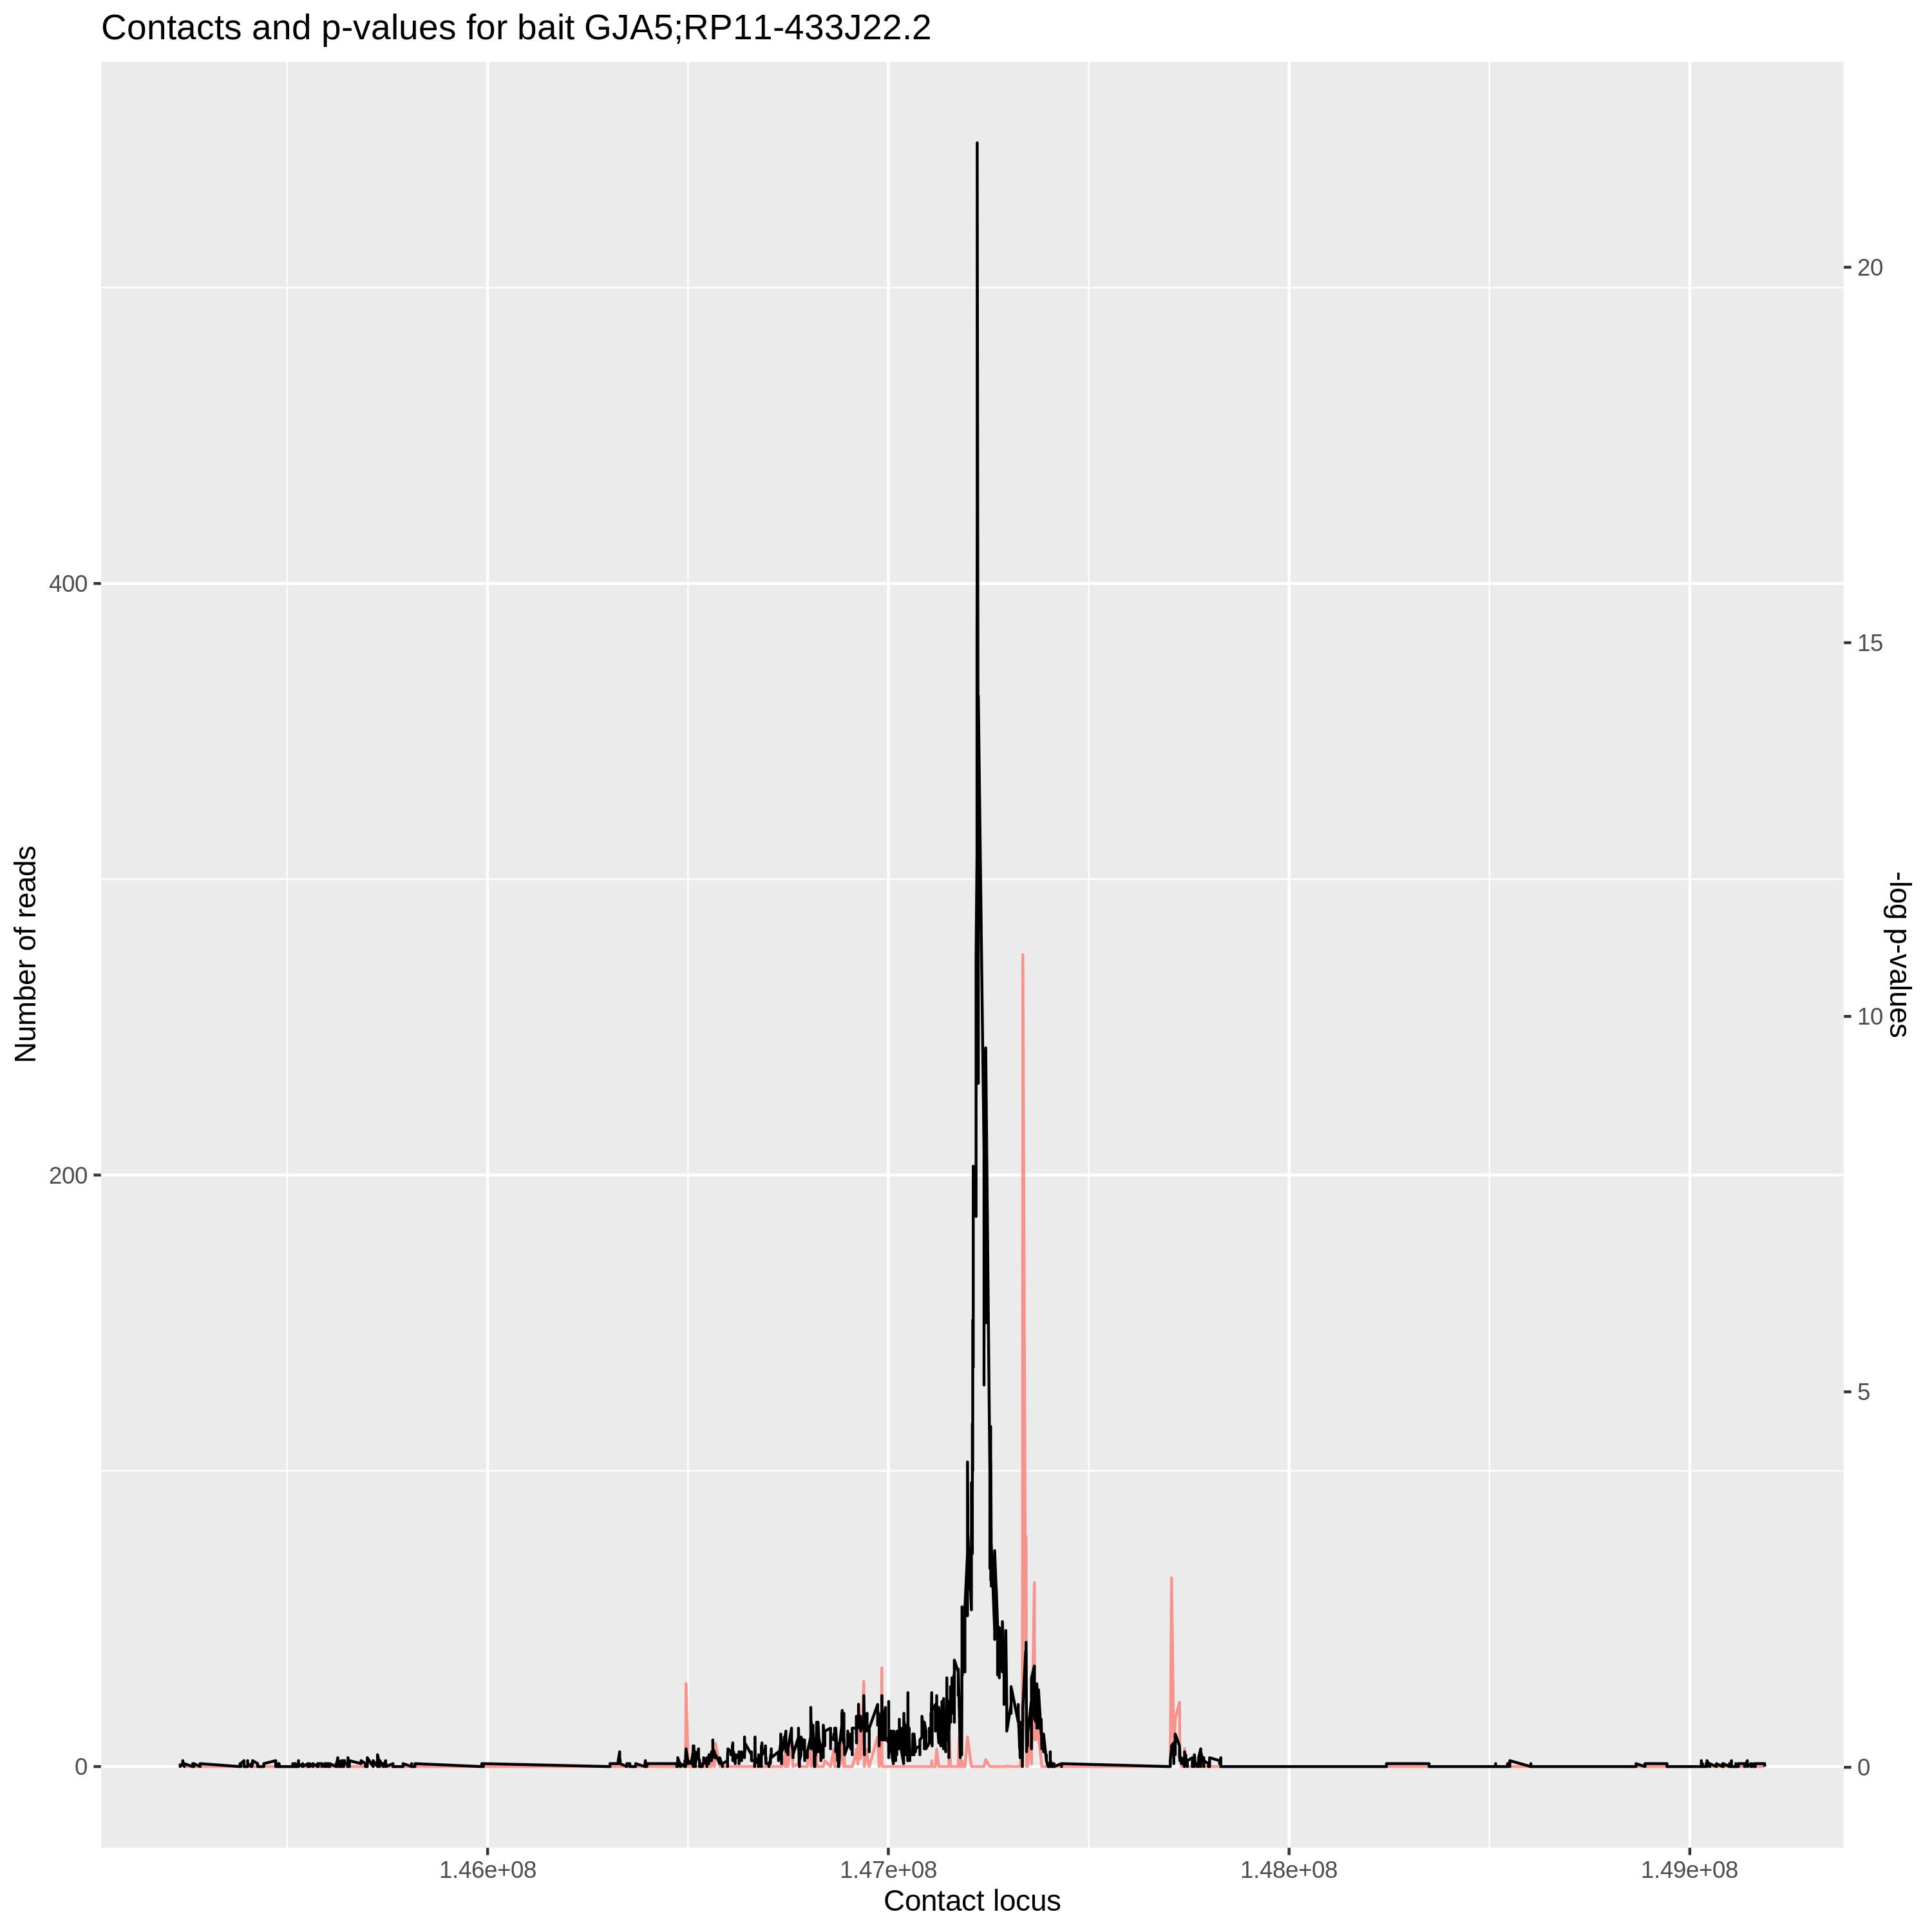 Contacts and p-values for bait GJA5;RP11-433J22.2
Number of reads
400
200
0
20
15
10
5
0
-log p-values
1.46e+08
1.47e+08
1.48e+08
1.49e+08
Contact locus